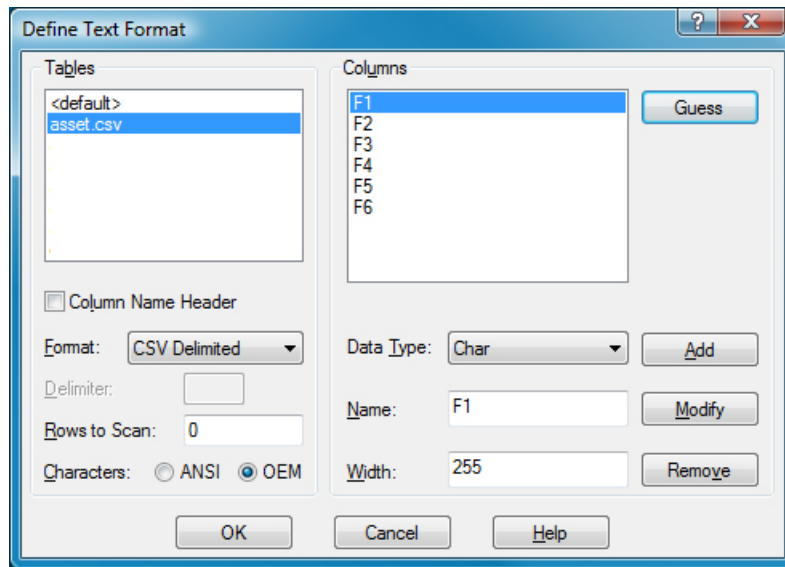 Define Text Format
Tables
<default>
asset.csv
Column Name Header
Format: CSV Delimited
Delimiter:
Rows to Scan: 0
Characters: ANSI OEM
Columns
F1
F2
F3
F4
F5
F6
Guess
Data Type: Char Add
Name: F1 Modify
Width: 255 Remove
OK Cancel Help